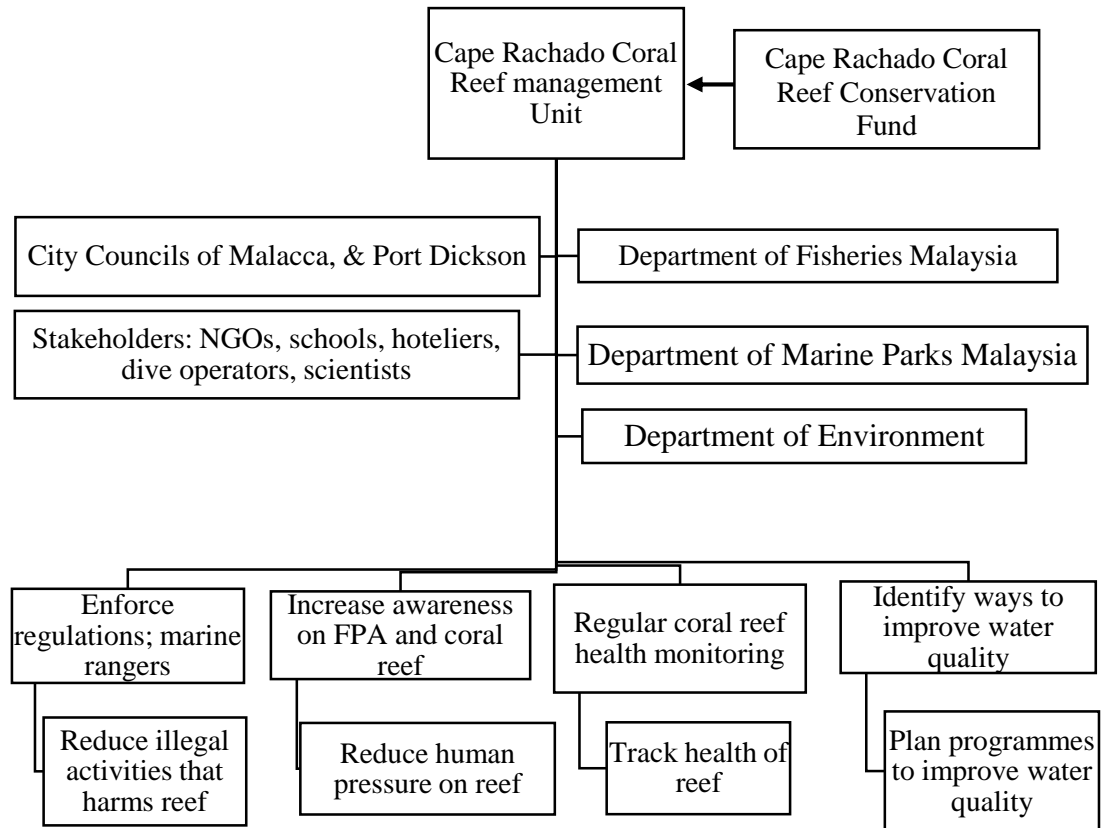 Cape Rachado Coral
Reef management
Unit
Cape Rachado Coral
Reef Conservation
Fund
City Councils of Malacca, & Port Dickson
Department of Fisheries Malaysia
Stakeholders: NGOs, schools, hoteliers,
dive operators, scientists
Department of Marine Parks Malaysia
Department of Environment
Enforce
regulations; marine
rangers
Increase awareness
on FPA and coral
reef
Regular coral reef
health monitoring
Identify ways to
improve water
quality
Reduce illegal
activities that
harms reef
Reduce human
pressure on reef
Track health of
reef
Plan programmes
to improve water
quality